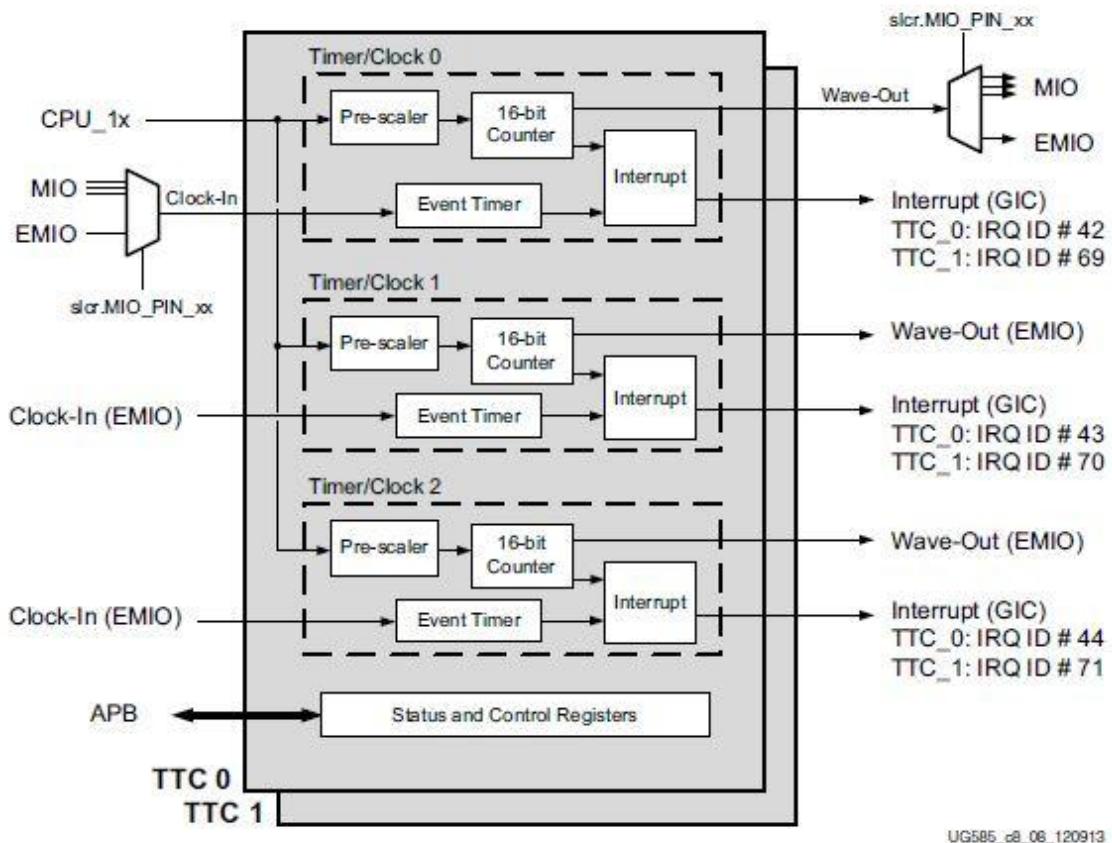 slcr.MIO_PIN_xx
Timer/Clock 0
CPU_1x
Pre-scaler
16-bit
Counter
Wave-Out
MIO
EMIO
MIO
EMIO
Clock-In
slcr.MIO_PIN_xx
Event Timer
Interrupt
Interrupt (GIC)
TTC_0: IRQ ID # 42
TTC_1: IRQ ID # 69
Timer/Clock 1
Pre-scaler
16-bit
Counter
Wave-Out (EMIO)
Clock-In (EMIO)
Event Timer
Interrupt
Interrupt (GIC)
TTC_0: IRQ ID # 43
TTC_1: IRQ ID # 70
Timer/Clock 2
Pre-scaler
16-bit
Counter
Wave-Out (EMIO)
Clock-In (EMIO)
Event Timer
Interrupt
Interrupt (GIC)
TTC_0: IRQ ID # 44
TTC_1: IRQ ID # 71
APB
Status and Control Registers
TTC 0
TTC 1
UG585_c8_08_120913